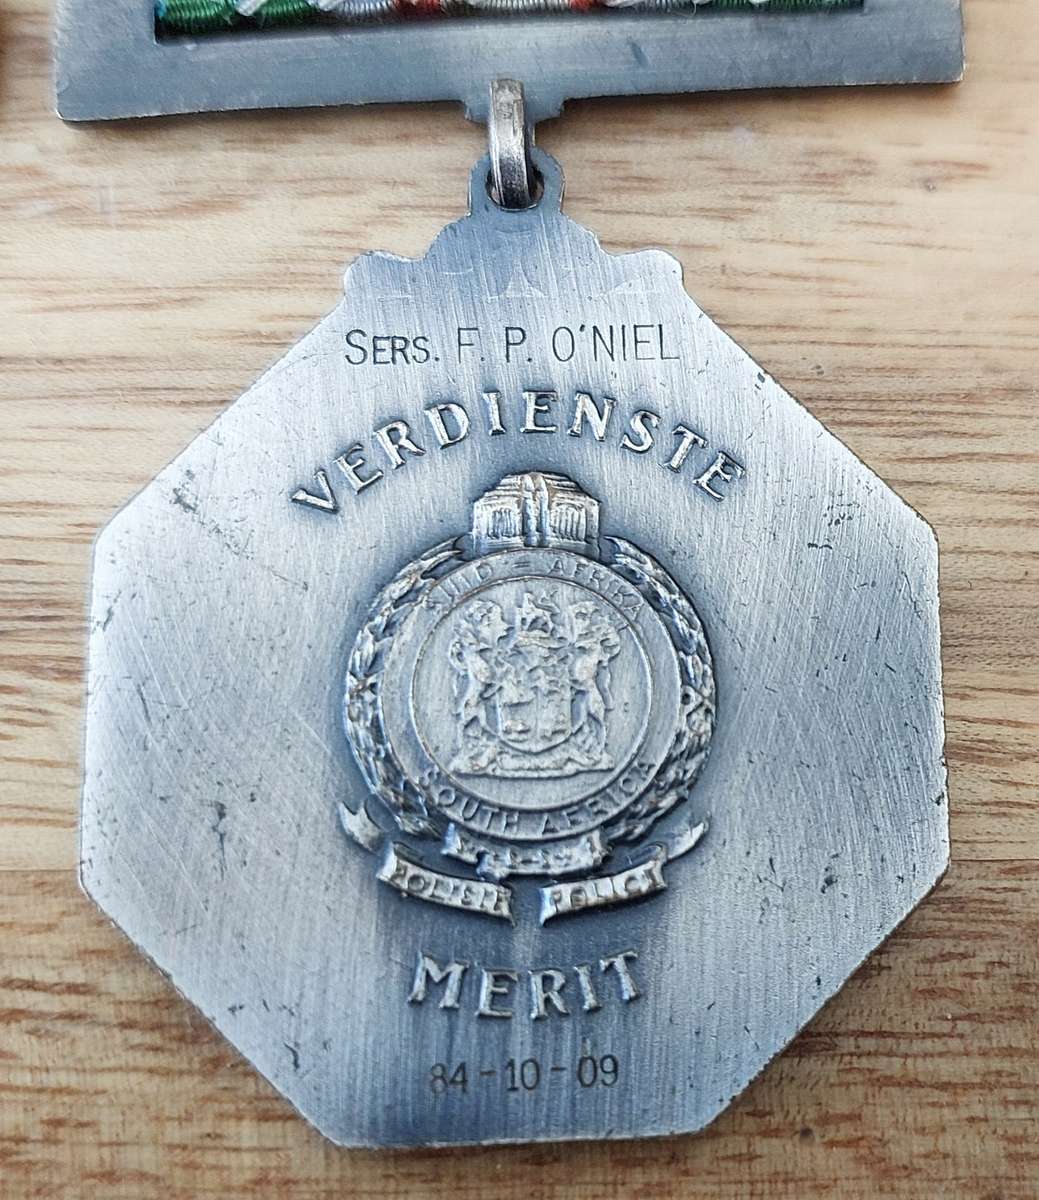 SERS. F. P. O'NIEL
VERDIENSTE
SUID = AFRIKA
SOUTH AFRICA
POLISIE POLICE
MERIT
84-10-09